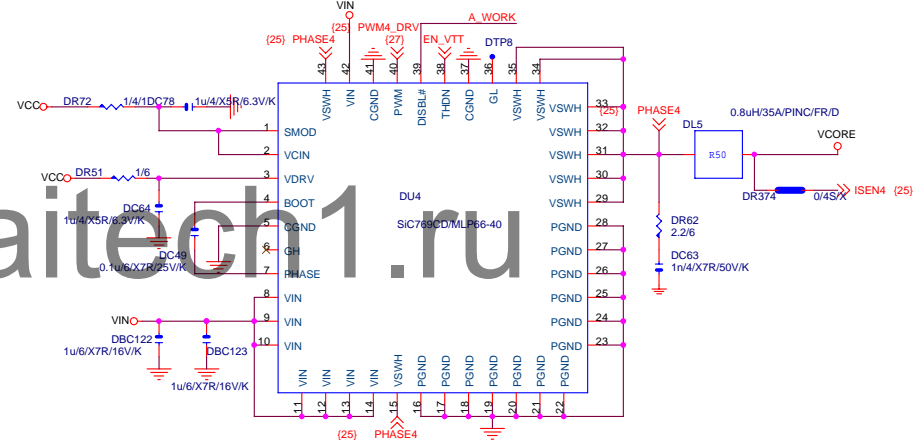 VIN
{25} PHASE4
{25} PWM4_DRV
{27} EN_VTT
A_WORK
DTP8
43
42
41
40
39
38
37
36
35
34
VSWH
VIN
CGND
PWM
DISBL#
THDN
CGND
GL
VSWH
VSWH
VCC
DR72
1/4/1
DC78
1u/4/X5R/6.3V/K
1 SMOD
2 VCIN
VCC
DR51
1/6
3 VDRV
DC64
1u/4/X5R/6.3V/K
4 BOOT
5 CGND
6 GH
DC49
0.1u/6/X7R/25V/K
7 PHASE
8 VIN
VIN
9 VIN
10 VIN
DBC122
1u/6/X7R/16V/K
DBC123
1u/6/X7R/16V/K
DU4
SiC769CD/MLP66-40
VSWH 33
VSWH 32
VSWH 31
VSWH 30
VSWH 29
PGND 28
PGND 27
PGND 26
PGND 25
PGND 24
PGND 23
{25} PHASE4
DL5
R50
0.8uH/35A/PINC/FR/D
VCORE
DR374
0/4S/X
ISEN4 {25}
DR62
2.2/6
DC63
1n/4/X7R/50V/K
VIN
VIN
VIN
VIN
VSWH
PGND
PGND
PGND
PGND
PGND
PGND
PGND
11
12
13
14
15
16
17
18
19
20
21
22
{25} PHASE4
aitech1.ru